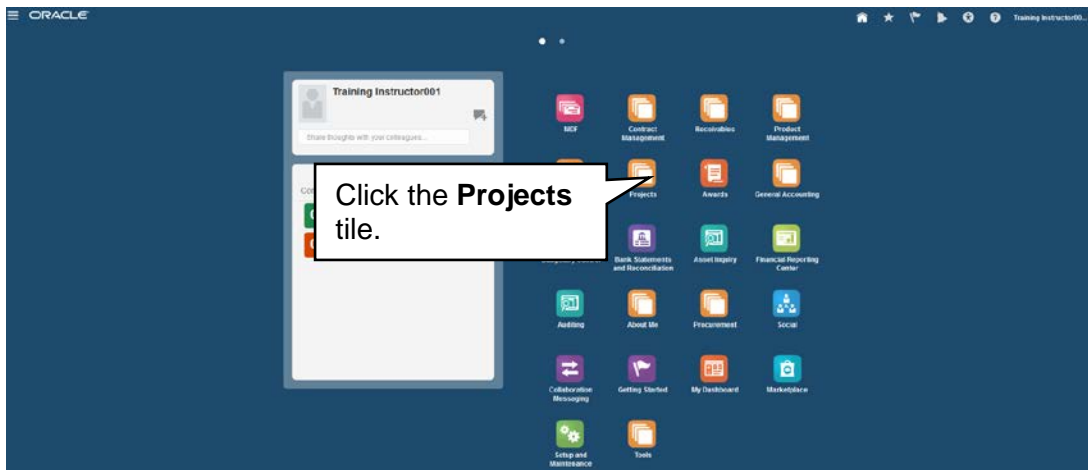 ORACLE
Training Instructor00...
Training Instructor001
Share thoughts with your colleagues...
NDF
Contract
Management
Receivables
Product
Management
Click the Projects
tile.
Projects
Awards
General Accounting
Bank Statements
and Reconciliation
Asset Inquiry
Financial Reporting
Center
Auditing
About Me
Procurement
Social
Collaboration
Messaging
Getting Started
My Dashboard
Marketplace
Setup and
Maintenance
Tools